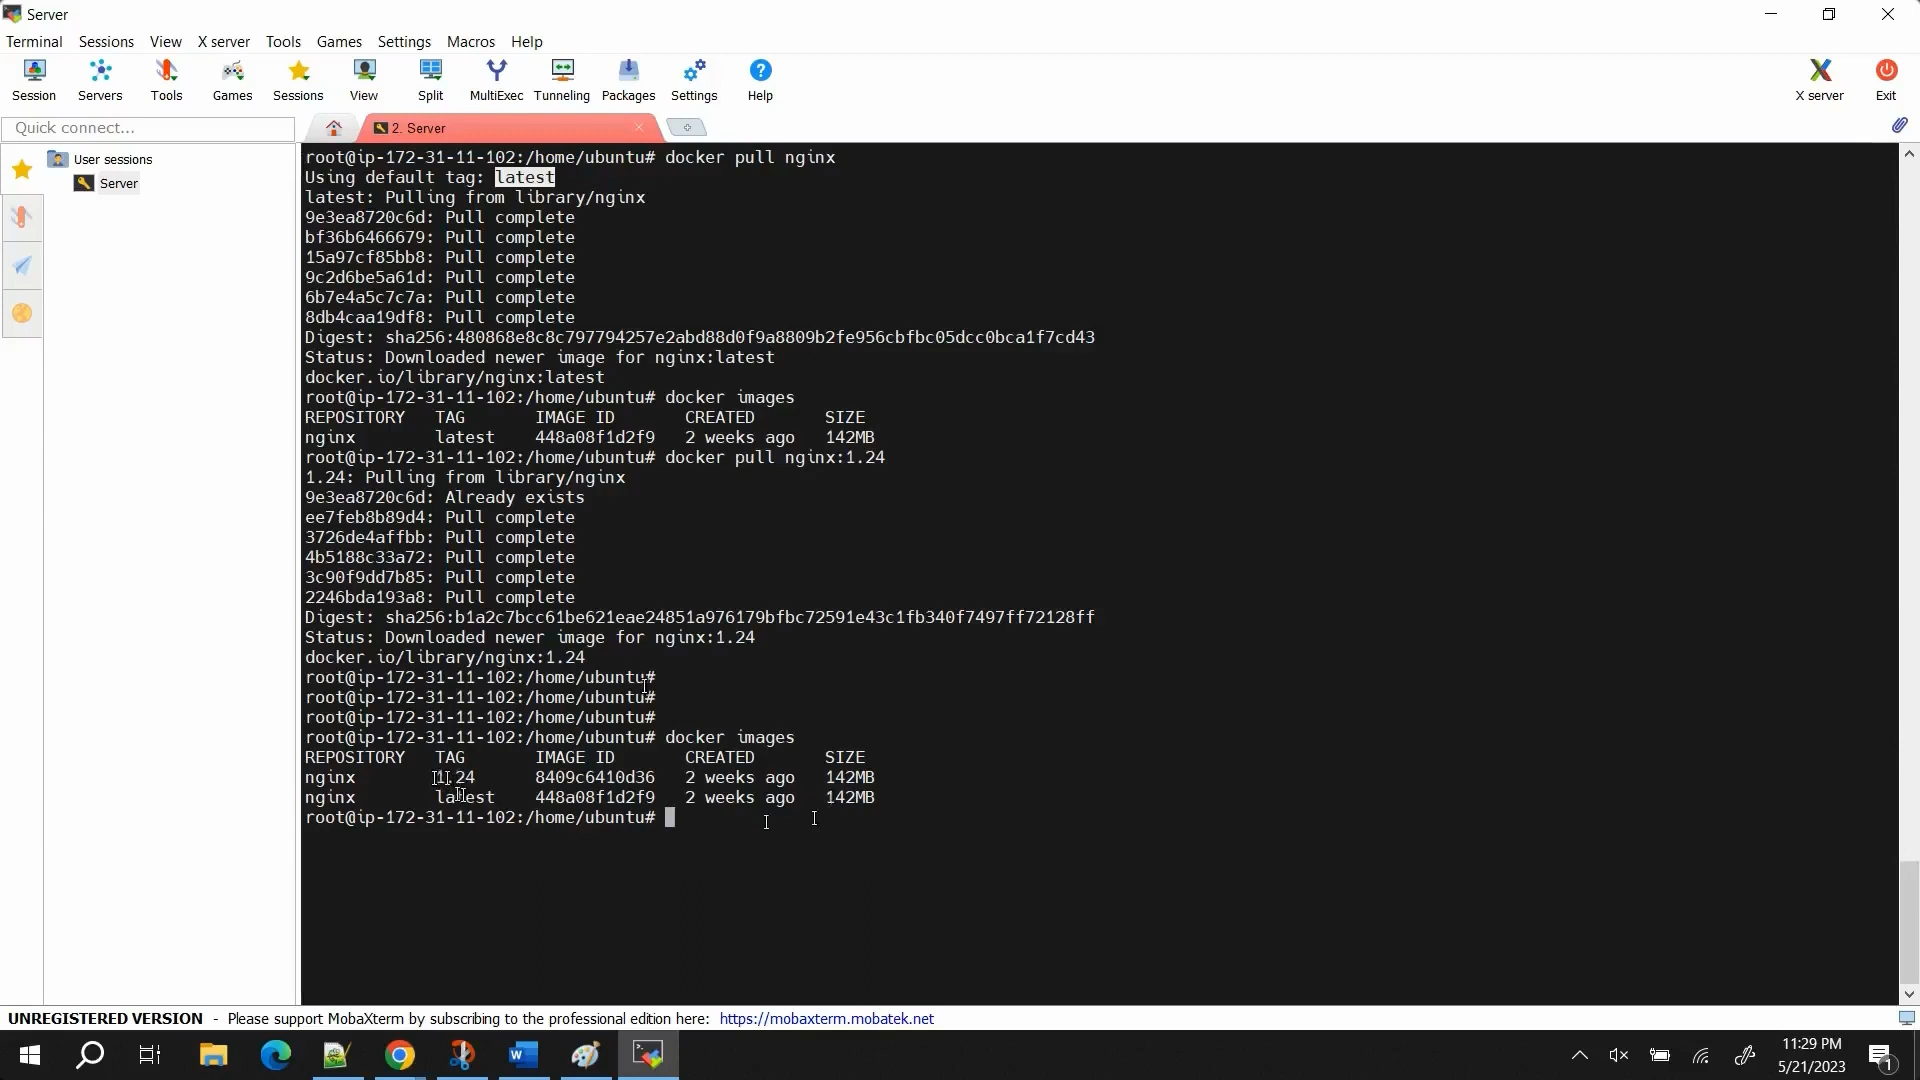 Server
Terminal Sessions View X server Tools Games Settings Macros Help
Session Servers Tools Games Sessions View Split MultiExec Tunneling Packages Settings Help X server Exit
Quick connect...
2. Server
User sessions
Server
root@ip-172-31-11-102:/home/ubuntu# docker pull nginx
Using default tag: latest
latest: Pulling from library/nginx
9e3ea8720c6d: Pull complete
bf36b6466679: Pull complete
15a97cf85bb8: Pull complete
9c2d6be5a61d: Pull complete
6b7e4a5c7c7a: Pull complete
8db4caa19df8: Pull complete
Digest: sha256:480868e8c8c797794257e2abd88d0f9a8809b2fe956cbfbc05dcc0bca1f7cd43
Status: Downloaded newer image for nginx:latest
docker.io/library/nginx:latest
root@ip-172-31-11-102:/home/ubuntu# docker images
REPOSITORY TAG IMAGE ID CREATED SIZE
nginx latest 448a08f1d2f9 2 weeks ago 142MB
root@ip-172-31-11-102:/home/ubuntu# docker pull nginx:1.24
1.24: Pulling from library/nginx
9e3ea8720c6d: Already exists
ee7feb8b89d4: Pull complete
3726de4affbb: Pull complete
4b5188c33a72: Pull complete
3c90f9dd7b85: Pull complete
2246bda193a8: Pull complete
Digest: sha256:b1a2c7bcc61be621eae24851a976179bfbc72591e43c1fb340f7497ff72128ff
Status: Downloaded newer image for nginx:1.24
docker.io/library/nginx:1.24
root@ip-172-31-11-102:/home/ubuntu#
root@ip-172-31-11-102:/home/ubuntu#
root@ip-172-31-11-102:/home/ubuntu#
root@ip-172-31-11-102:/home/ubuntu# docker images
REPOSITORY TAG IMAGE ID CREATED SIZE
nginx 1.24 8409c6410d36 2 weeks ago 142MB
nginx latest 448a08f1d2f9 2 weeks ago 142MB
root@ip-172-31-11-102:/home/ubuntu#
UNREGISTERED VERSION - Please support MobaXterm by subscribing to the professional edition here: https://mobaxterm.mobatek.net
11:29 PM
5/21/2023
1